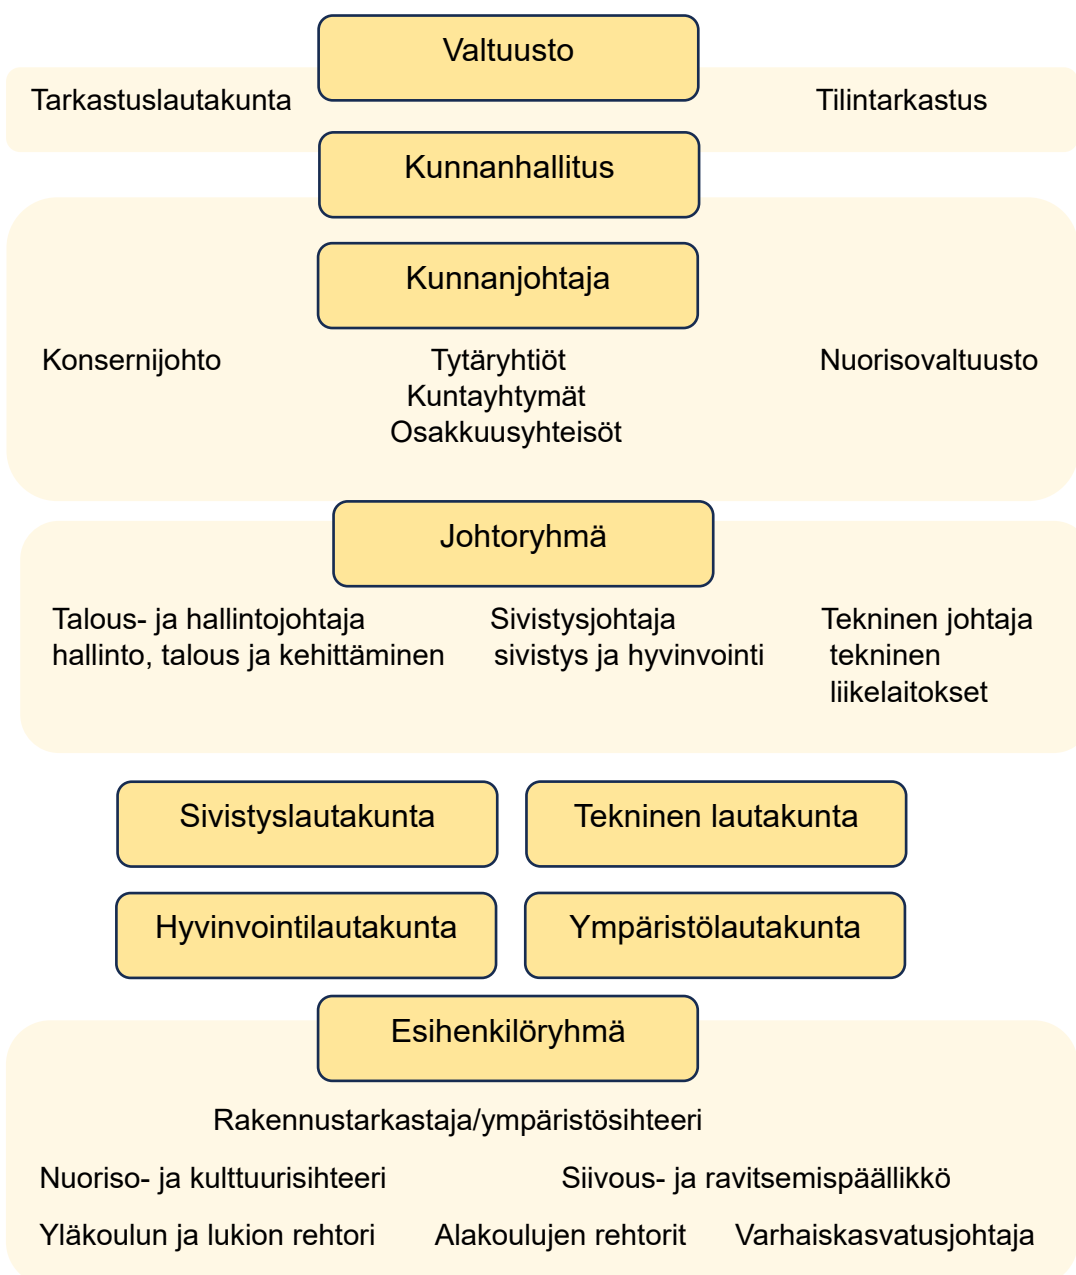 Valtuusto
Tarkastuslautakunta
Tilintarkastus
Kunnanhallitus
Kunnanjohtaja
Konsernijohto
Tytäryhtiöt
Kuntayhtymät
Osakkuusyhteisöt
Nuorisovaltuusto
Johtoryhmä
Talous- ja hallintojohtaja
hallinto, talous ja kehittäminen
Sivistysjohtaja
sivistys ja hyvinvointi
Tekninen johtaja
tekninen
liikelaitokset
Sivistyslautakunta
Tekninen lautakunta
Hyvinvointilautakunta
Ympäristölautakunta
Esihenkilöryhmä
Rakennustarkastaja/ympäristösihteeri
Nuoriso- ja kulttuurisihteeri
Siivous- ja ravitsemispäällikkö
Yläkoulun ja lukion rehtori
Alakoulujen rehtorit
Varhaiskasvatusjohtaja